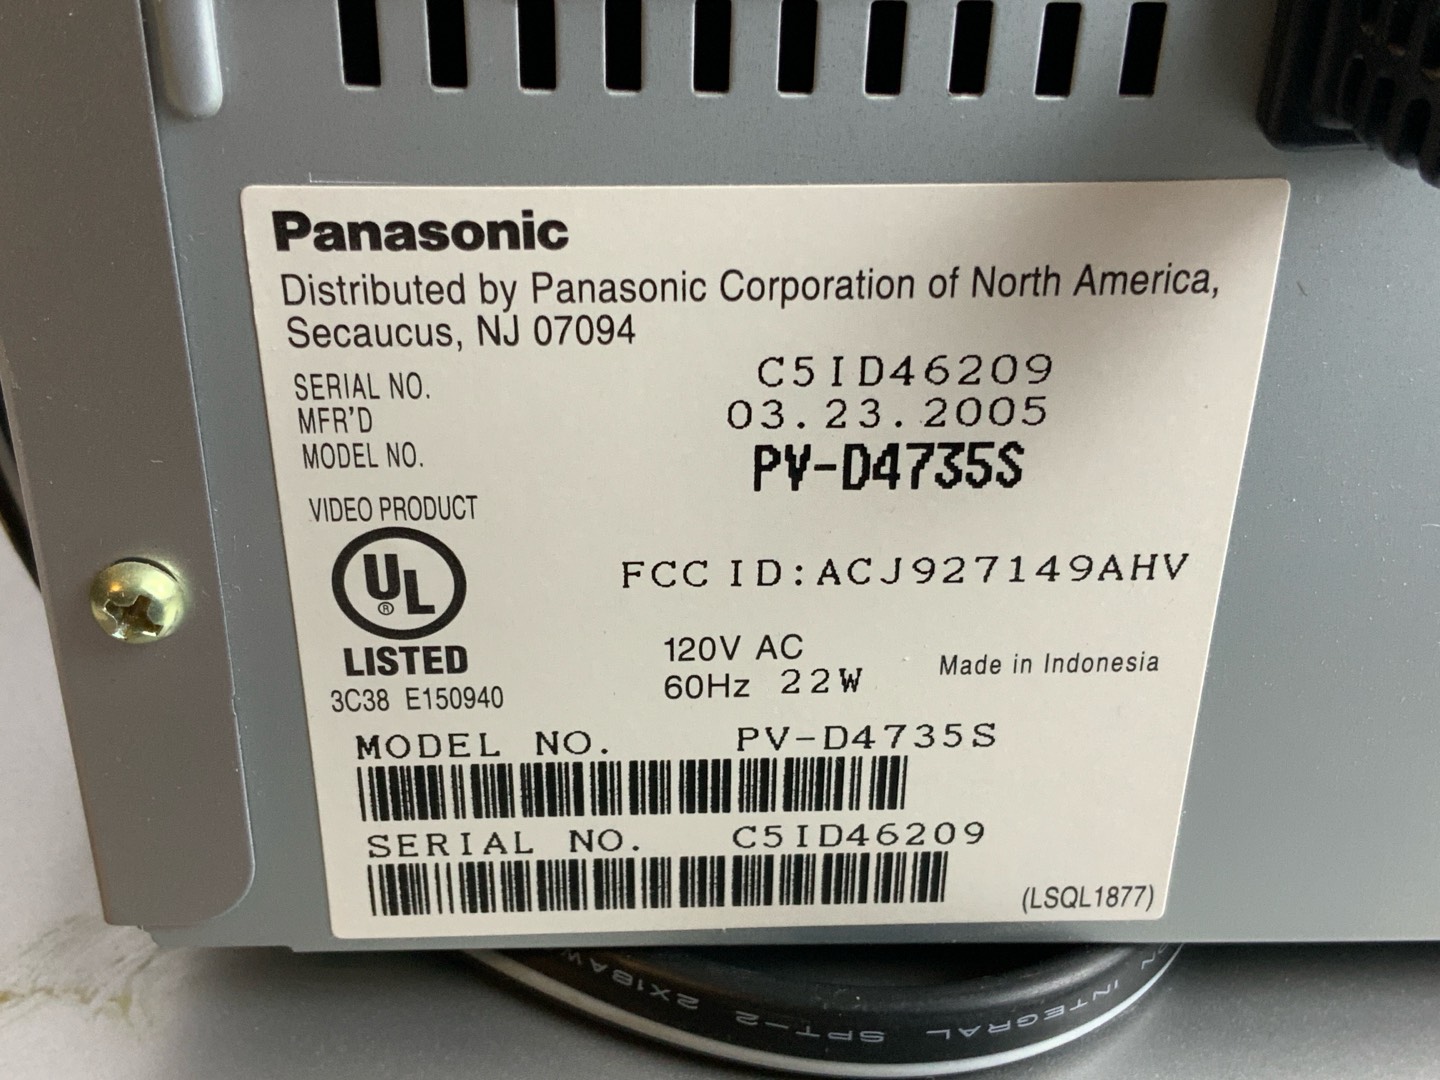 Panasonic
Distributed by Panasonic Corporation of North America,
Secaucus, NJ 07094
SERIAL NO. C5ID46209
MFR'D 03.23.2005
MODEL NO. PV-D4735S
VIDEO PRODUCT
UL ®
LISTED
3C38 E150940
FCC ID:ACJ927149AHV
120V AC
60Hz 22W
Made in Indonesia
MODEL NO. PV-D4735S
SERIAL NO. C5ID46209
(LSQL1877)
INTEGRAL SPT-2 2X18AW